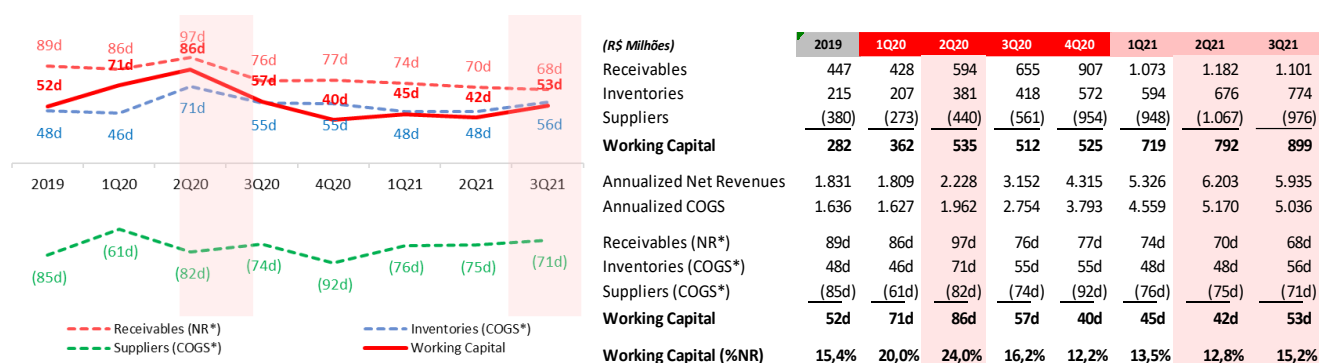 89d 86d 97d 76d 77d 74d 70d 68d
52d 71d 86d 57d 40d 45d 42d 53d
48d 46d 71d 55d 55d 48d 48d 56d
2019 1Q20 2Q20 3Q20 4Q20 1Q21 2Q21 3Q21
(85d) (61d) (82d) (74d) (92d) (76d) (75d) (71d)
Receivables (NR*) Inventories (COGS*)
Suppliers (COGS*) Working Capital
(R$ Milhões) 2019 1Q20 2Q20 3Q20 4Q20 1Q21 2Q21 3Q21
Receivables 447 428 594 655 907 1.073 1.182 1.101
Inventories 215 207 381 418 572 594 676 774
Suppliers (380) (273) (440) (561) (954) (948) (1.067) (976)
Working Capital 282 362 535 512 525 719 792 899
Annualized Net Revenues 1.831 1.809 2.228 3.152 4.315 5.326 6.203 5.935
Annualized COGS 1.636 1.627 1.962 2.754 3.793 4.559 5.170 5.036
Receivables (NR*) 89d 86d 97d 76d 77d 74d 70d 68d
Inventories (COGS*) 48d 46d 71d 55d 55d 48d 48d 56d
Suppliers (COGS*) (85d) (61d) (82d) (74d) (92d) (76d) (75d) (71d)
Working Capital 52d 71d 86d 57d 40d 45d 42d 53d
Working Capital (%NR) 15,4% 20,0% 24,0% 16,2% 12,2% 13,5% 12,8% 15,2%